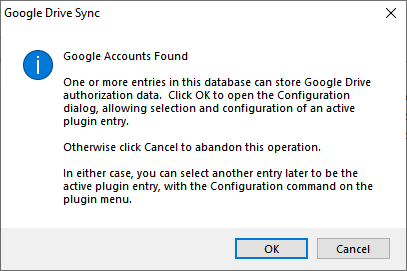 Google Drive Sync
Google Accounts Found
One or more entries in this database can store Google Drive
authorization data.  Click OK to open the Configuration
dialog, allowing selection and configuration of an active
plugin entry.
Otherwise click Cancel to abandon this operation.
In either case, you can select another entry later to be the
active plugin entry, with the Configuration command on the
plugin menu.
OK
Cancel